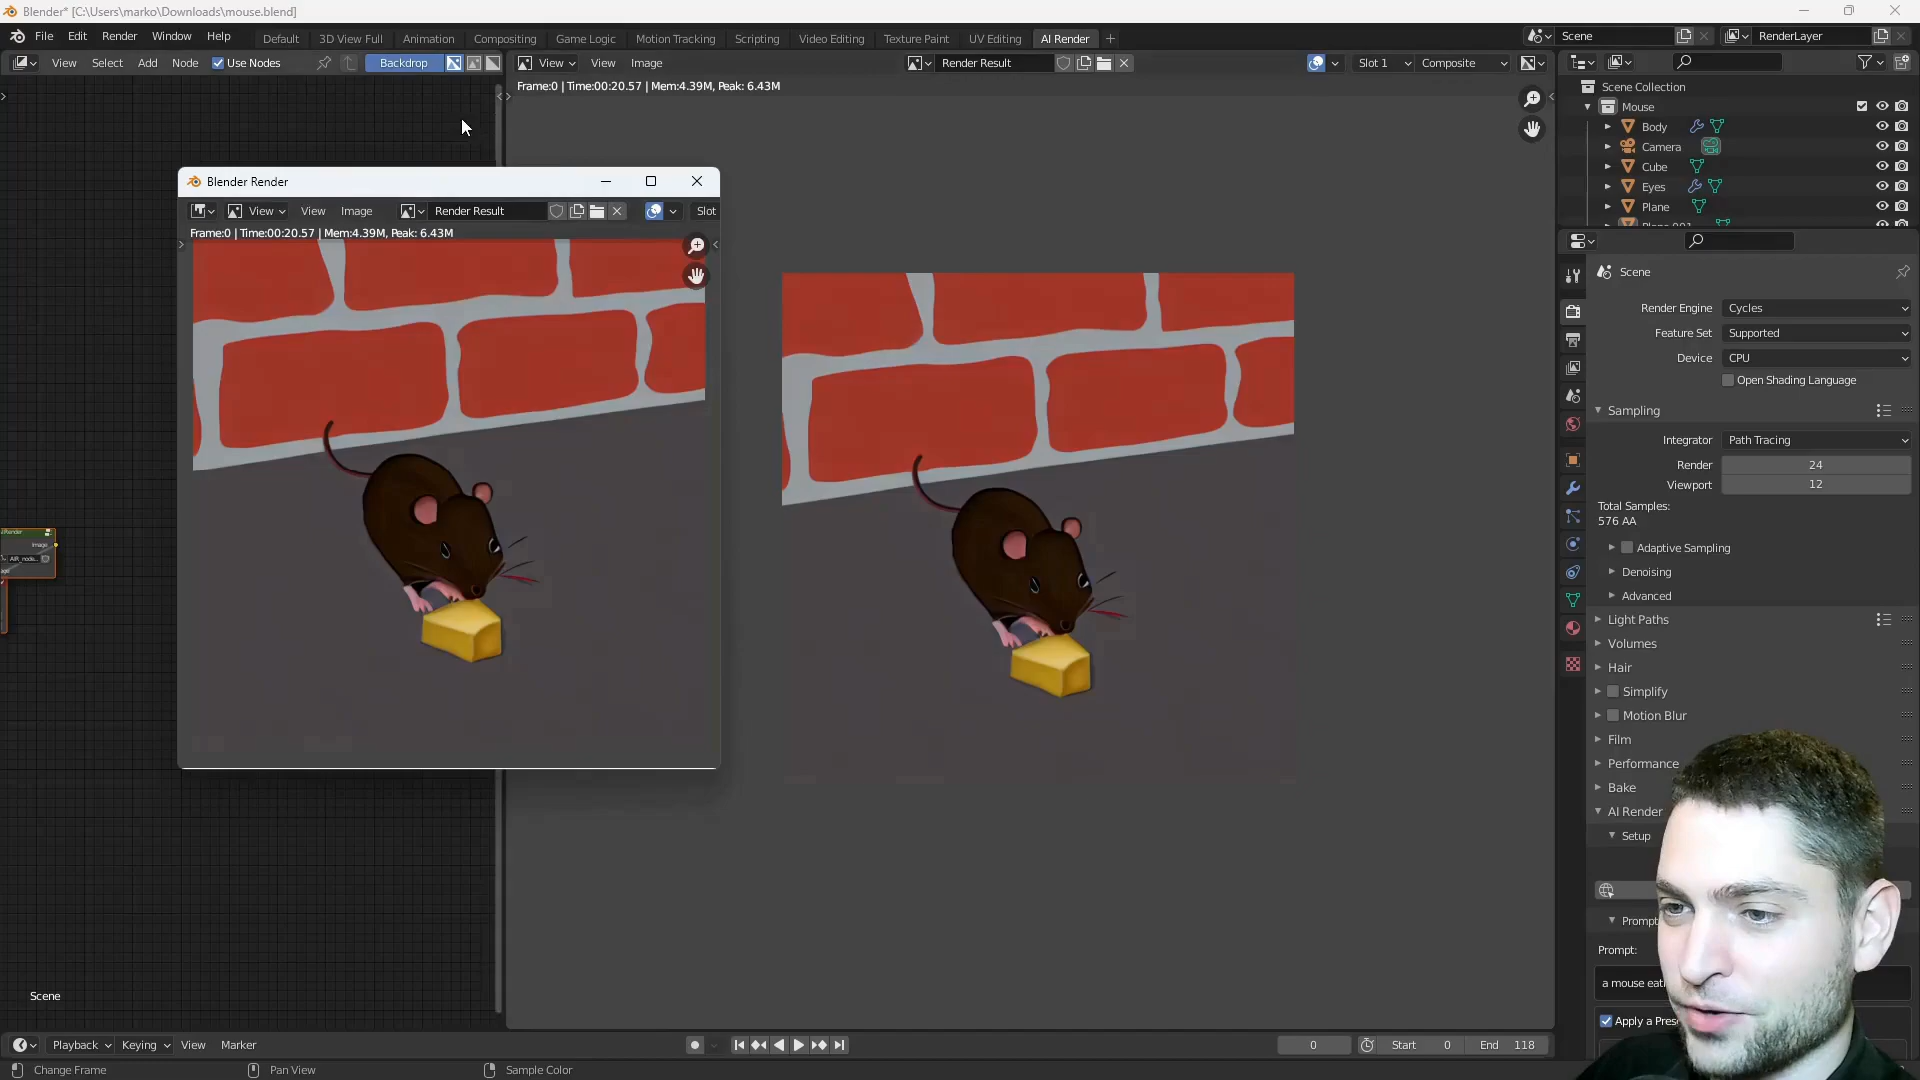 Blender* [C:\Users\marko\Downloads\mouse.blend]
File Edit Render Window Help
Default 3D View Full Animation Compositing Game Logic Motion Tracking Scripting Video Editing Texture Paint UV Editing AI Render
Scene
RenderLayer
View Select Add Node Use Nodes Backdrop
View View Image Render Result Slot 1 Composite
Frame:0 | Time:00:20.57 | Mem:4.39M, Peak: 6.43M
Scene Collection
Mouse
Body
Camera
Cube
Eyes
Plane
Blender Render
View View Image Render Result Slot
Frame:0 | Time:00:20.57 | Mem:4.39M, Peak: 6.43M
Image
Scene
Render Engine Cycles
Feature Set Supported
Device CPU
Open Shading Language
Sampling
Integrator Path Tracing
Render 24
Viewport 12
Total Samples:
576 AA
Adaptive Sampling
Denoising
Advanced
Light Paths
Volumes
Hair
Simplify
Motion Blur
Film
Performance
Bake
AI Render
Setup
Prompt
Prompt:
a mouse eati
Apply a Prese
Scene
Playback Keying View Marker
0 Start 0 End 118
Change Frame Pan View Sample Color